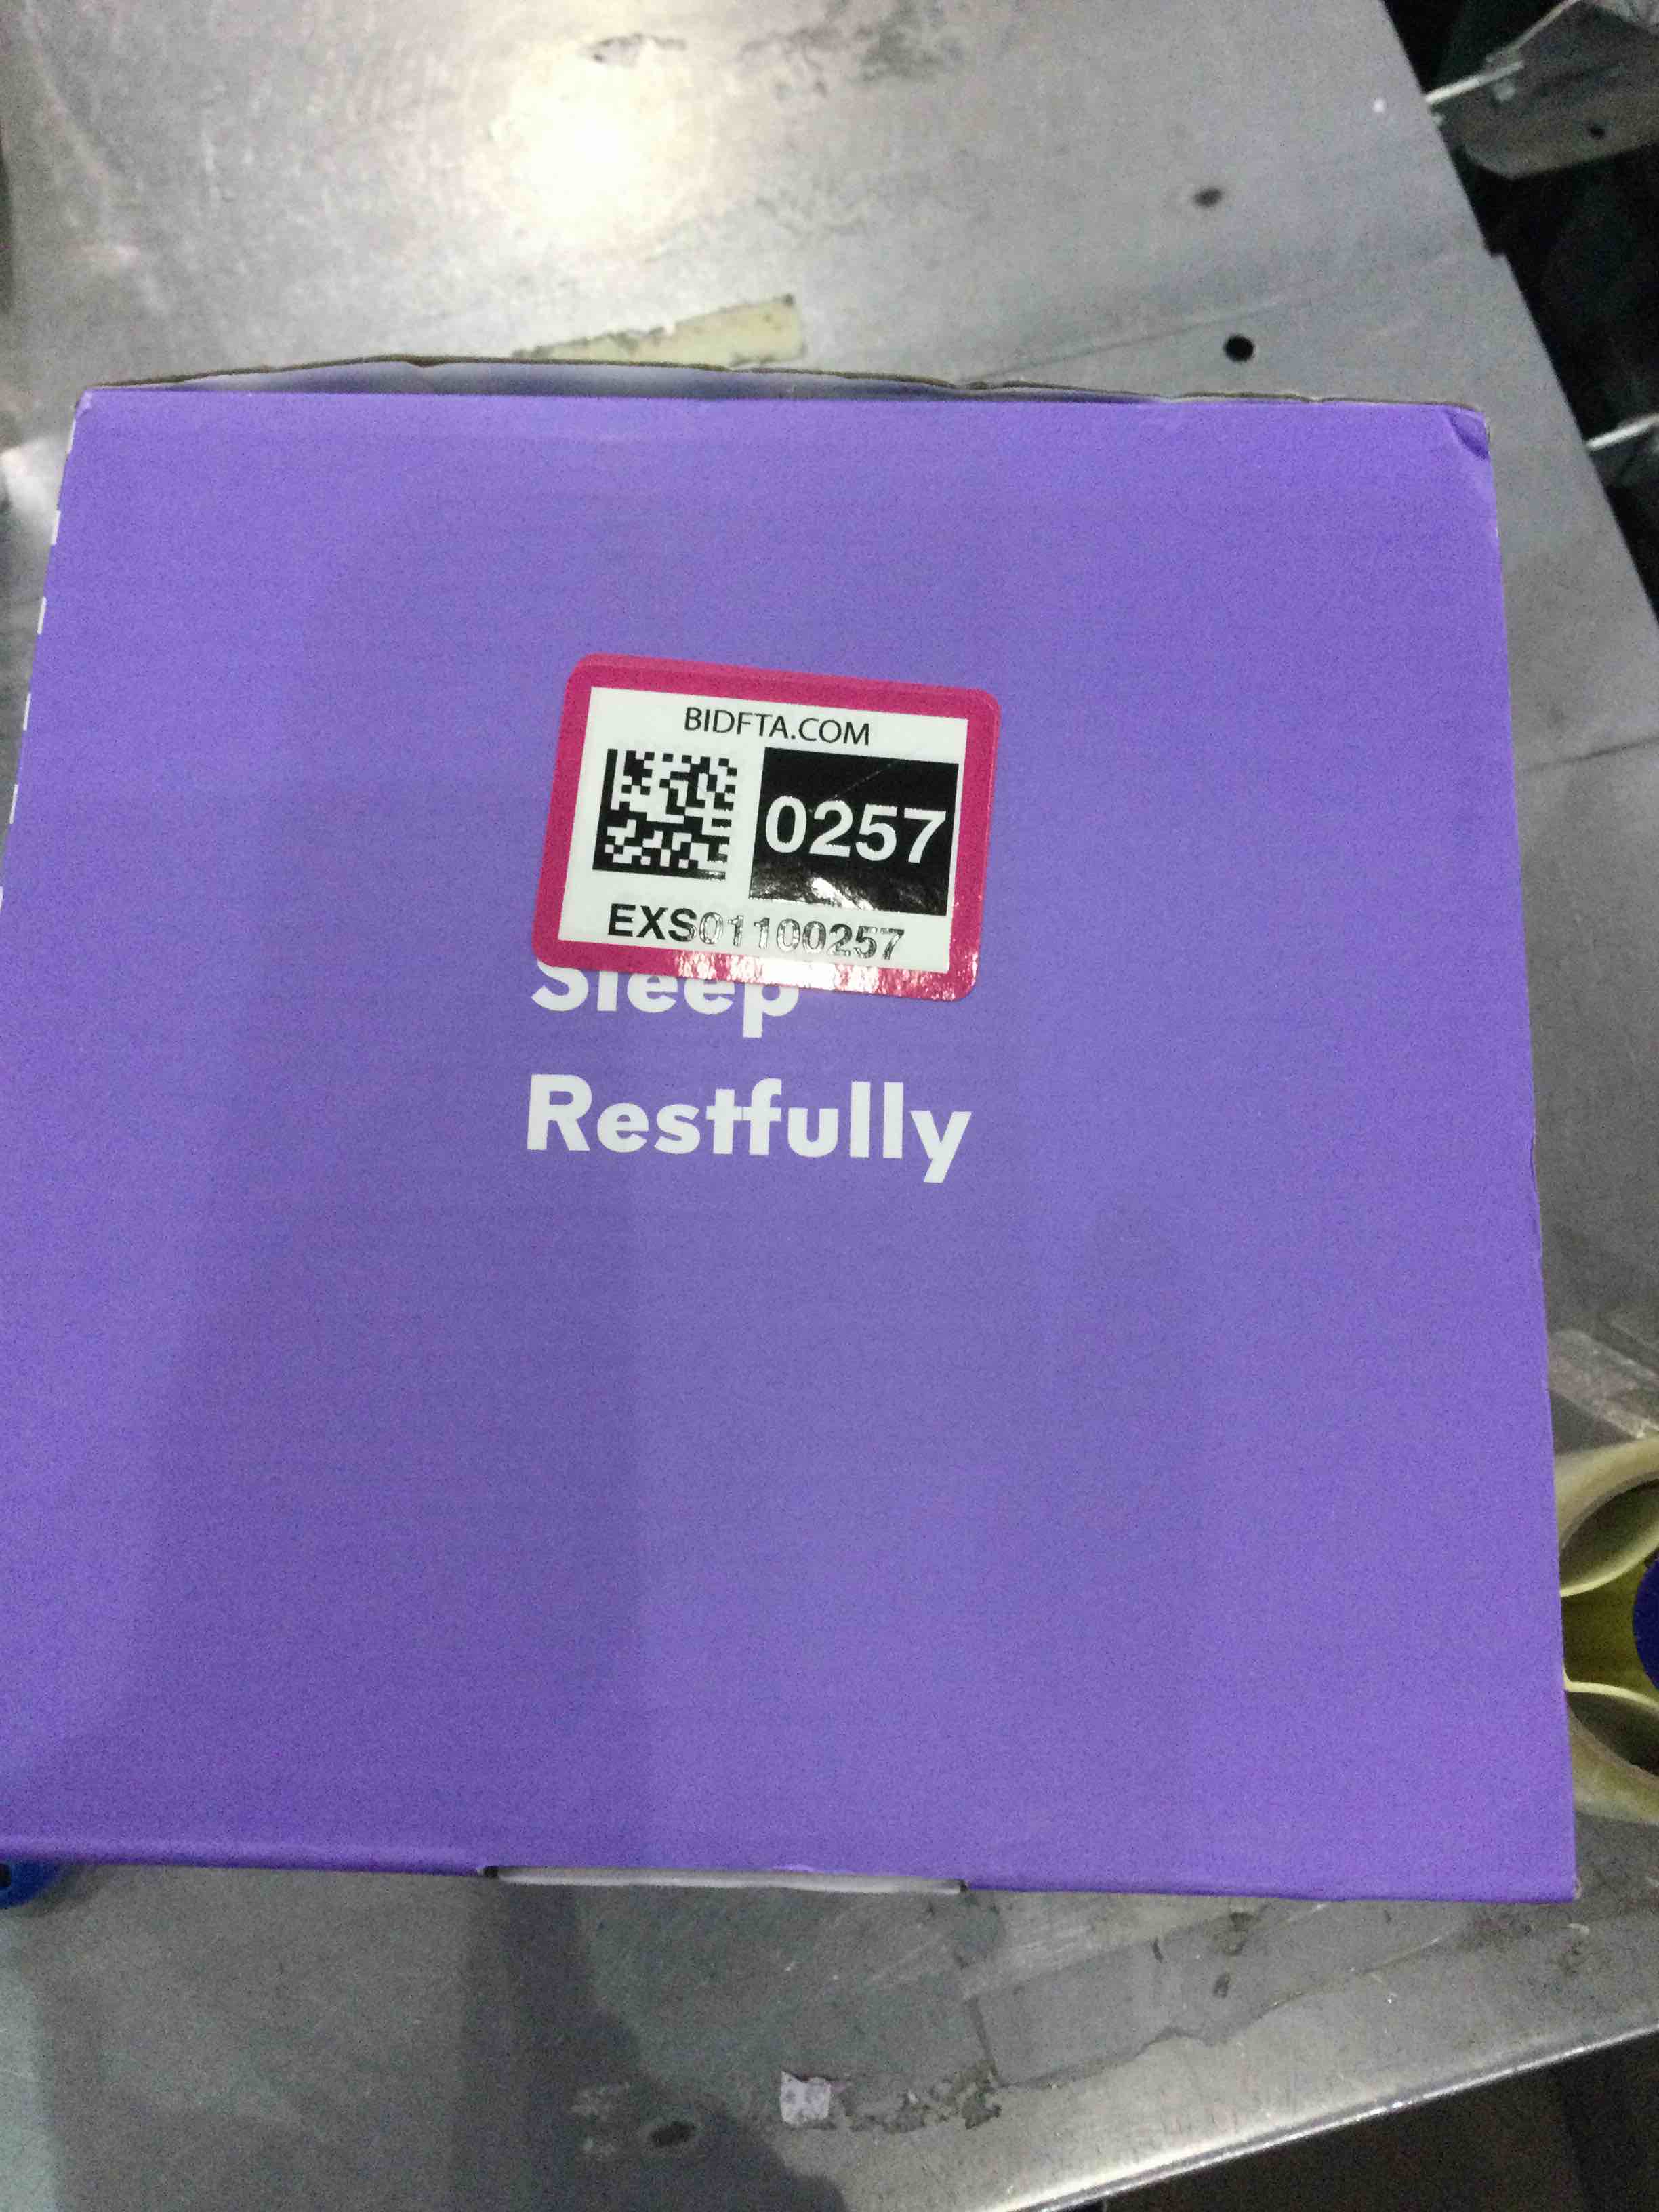 BIDFTA.COM
0257
EXS01100257
Sleep
Restfully